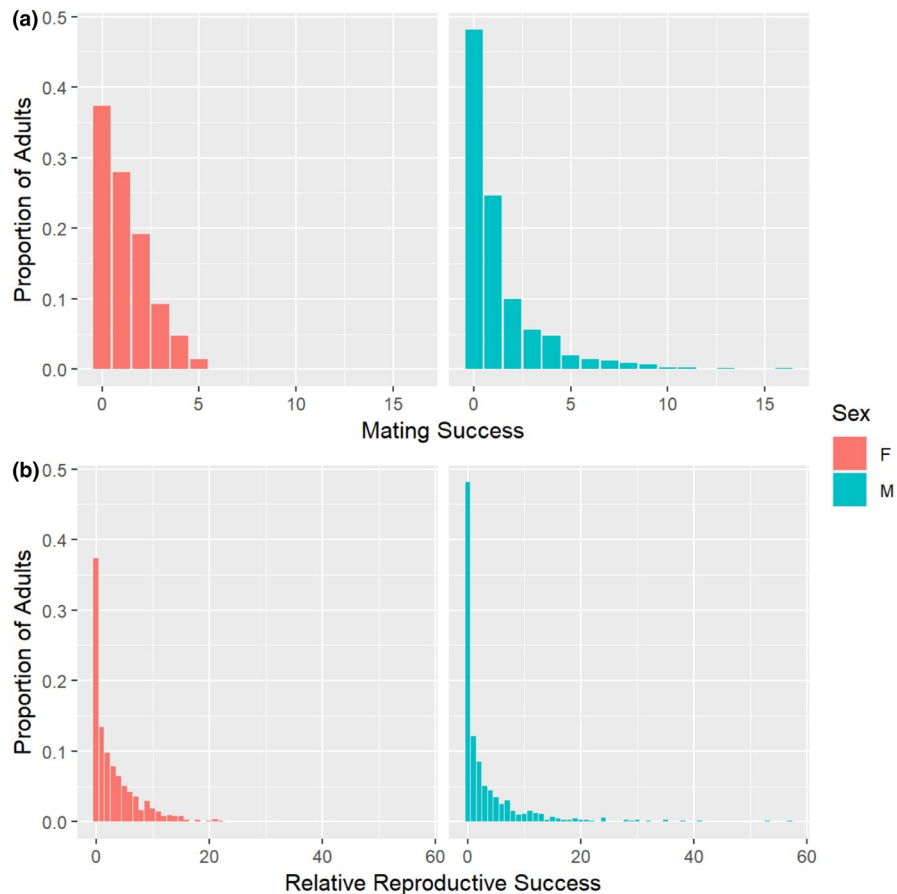 (a)
Proportion of Adults
0.5
0.4
0.3
0.2
0.1
0.0
0 5 10 15 0 5 10 15
Mating Success
Sex
F
M
(b)
Proportion of Adults
0.5
0.4
0.3
0.2
0.1
0.0
0 20 40 60 0 20 40 60
Relative Reproductive Success